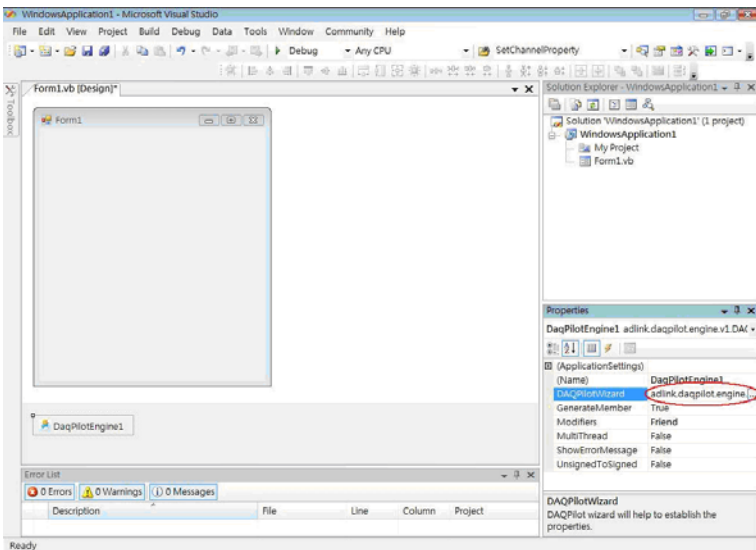 WindowsApplication1 - Microsoft Visual Studio
File Edit View Project Build Debug Data Tools Window Community Help
Debug Any CPU SetChannelProperty
Toolbox
Form1.vb [Design]*
Form1
DaqPilotEngine1
Solution Explorer - WindowsApplication1
Solution 'WindowsApplication1' (1 project)
WindowsApplication1
My Project
Form1.vb
Properties
DaqPilotEngine1 adlink.daqpilot.engine.v1.DA
(ApplicationSettings)
(Name) DaqPilotEngine1
DAQPilotWizard adlink.daqpilot.engine.
GenerateMember True
Modifiers Friend
MultiThread False
ShowErrorMessage False
UnsignedToSigned False
DAQPilotWizard
DAQPilot wizard will help to establish the
properties.
Error List
0 Errors 0 Warnings 0 Messages
Description File Line Column Project
Ready